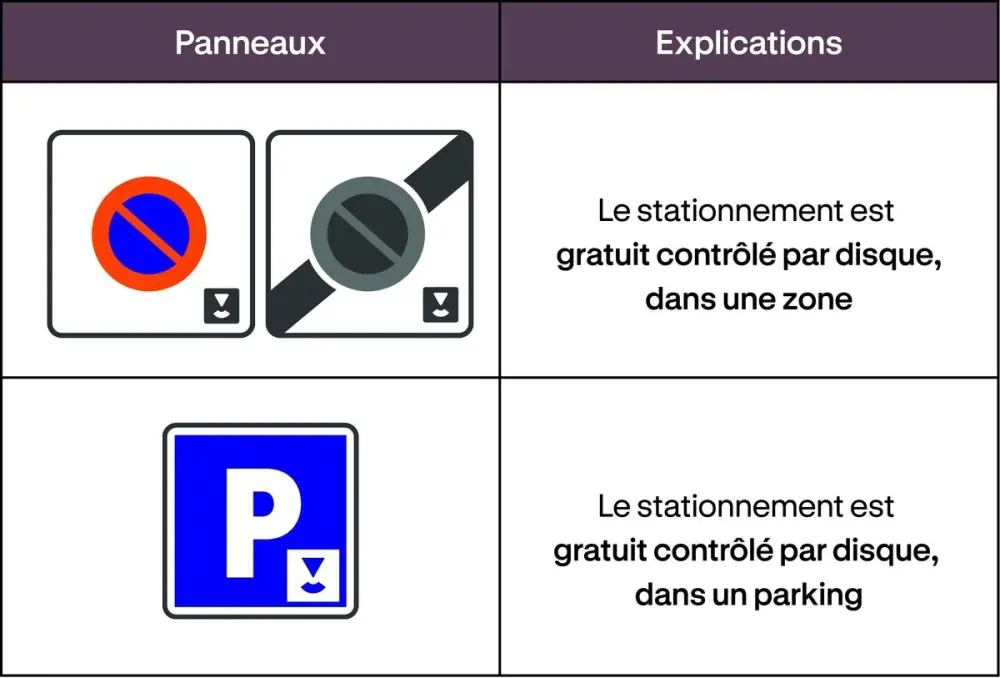 Panneaux
Explications
Le stationnement est
gratuit contrôlé par disque,
dans une zone
P
Le stationnement est
gratuit contrôlé par disque,
dans un parking